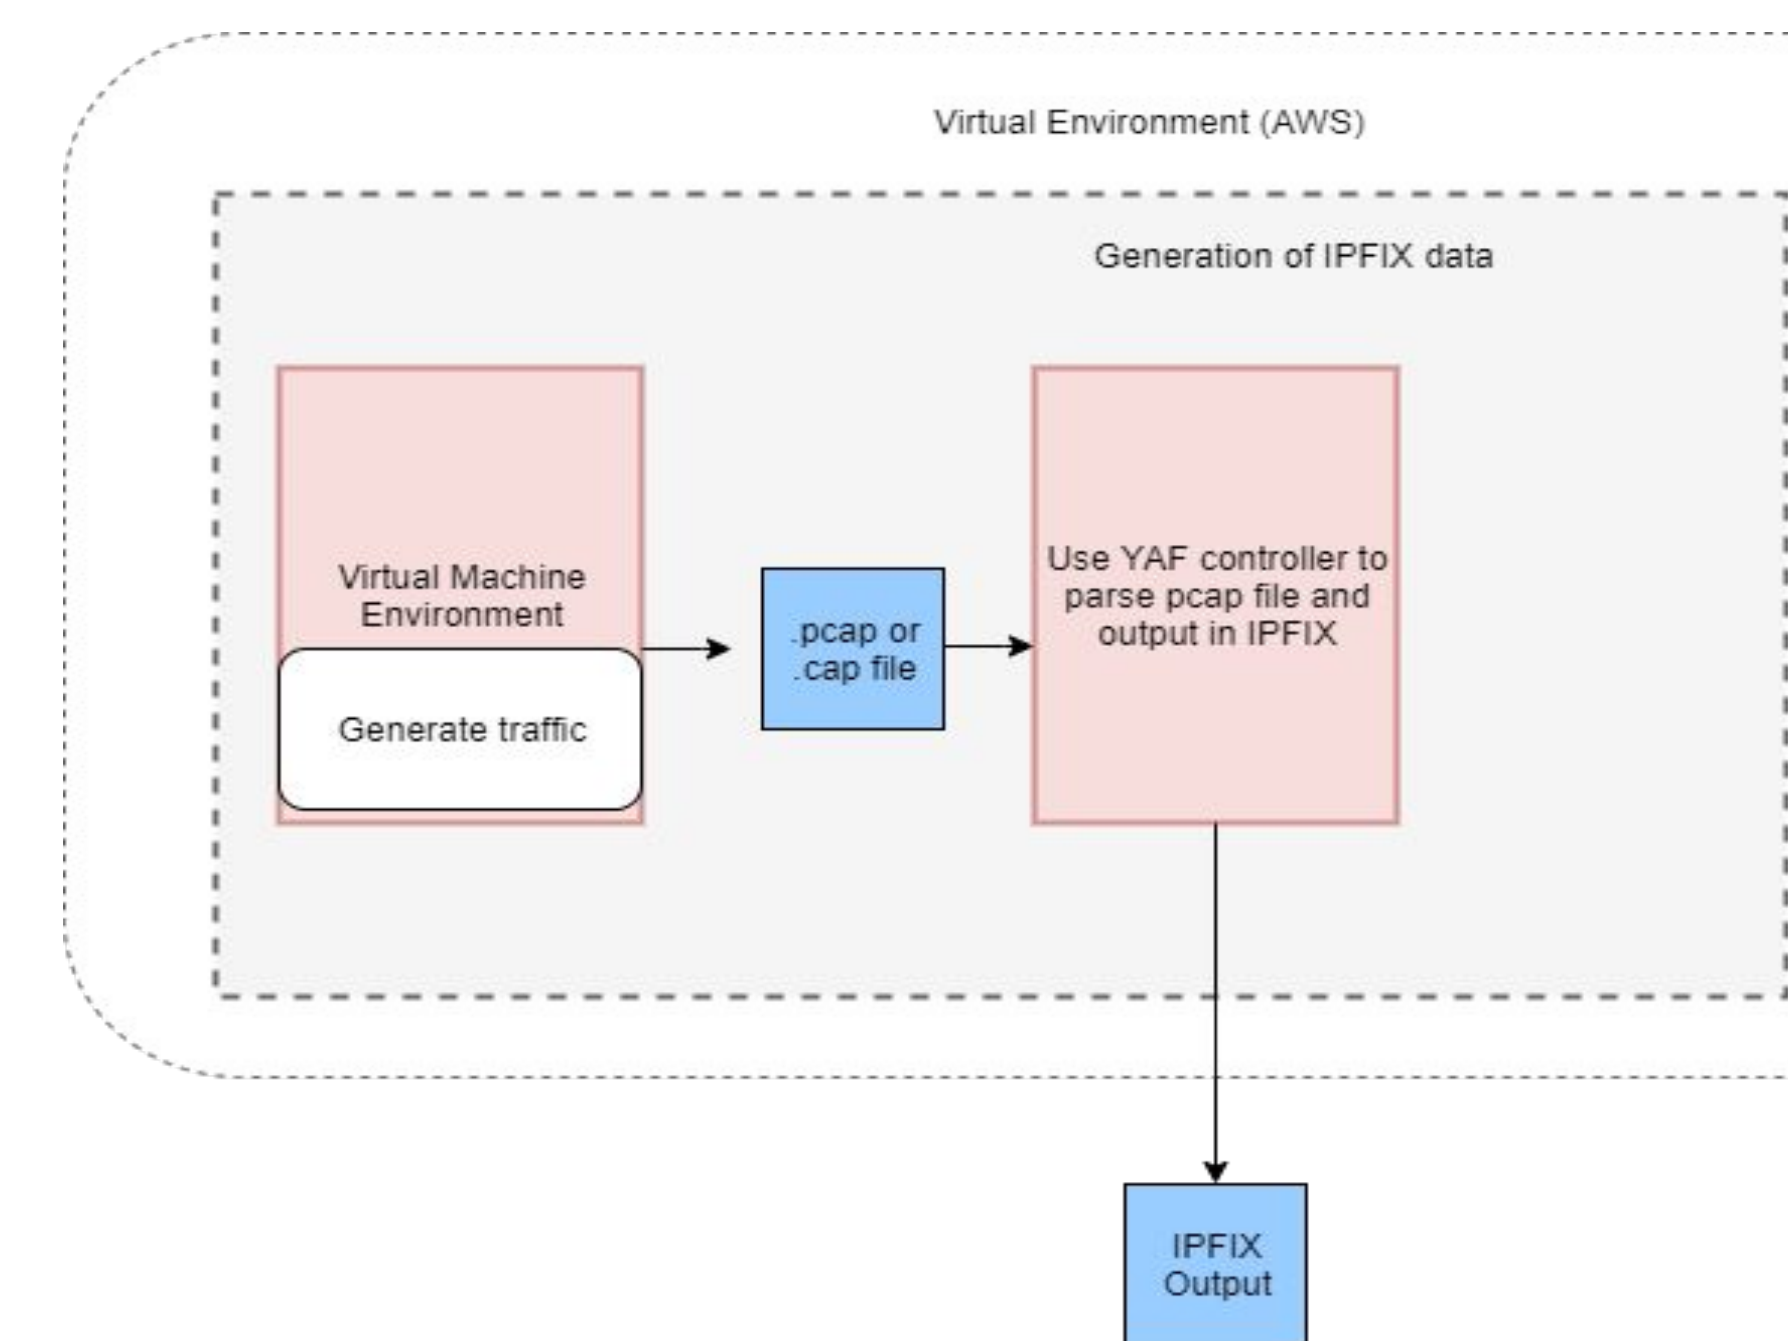 Virtual Environment (AWS)
Generation of IPFIX data
Virtual Machine
Environment
Generate traffic
.pcap or
.cap file
Use YAF controller to
parse pcap file and
output in IPFIX
IPFIX
Output